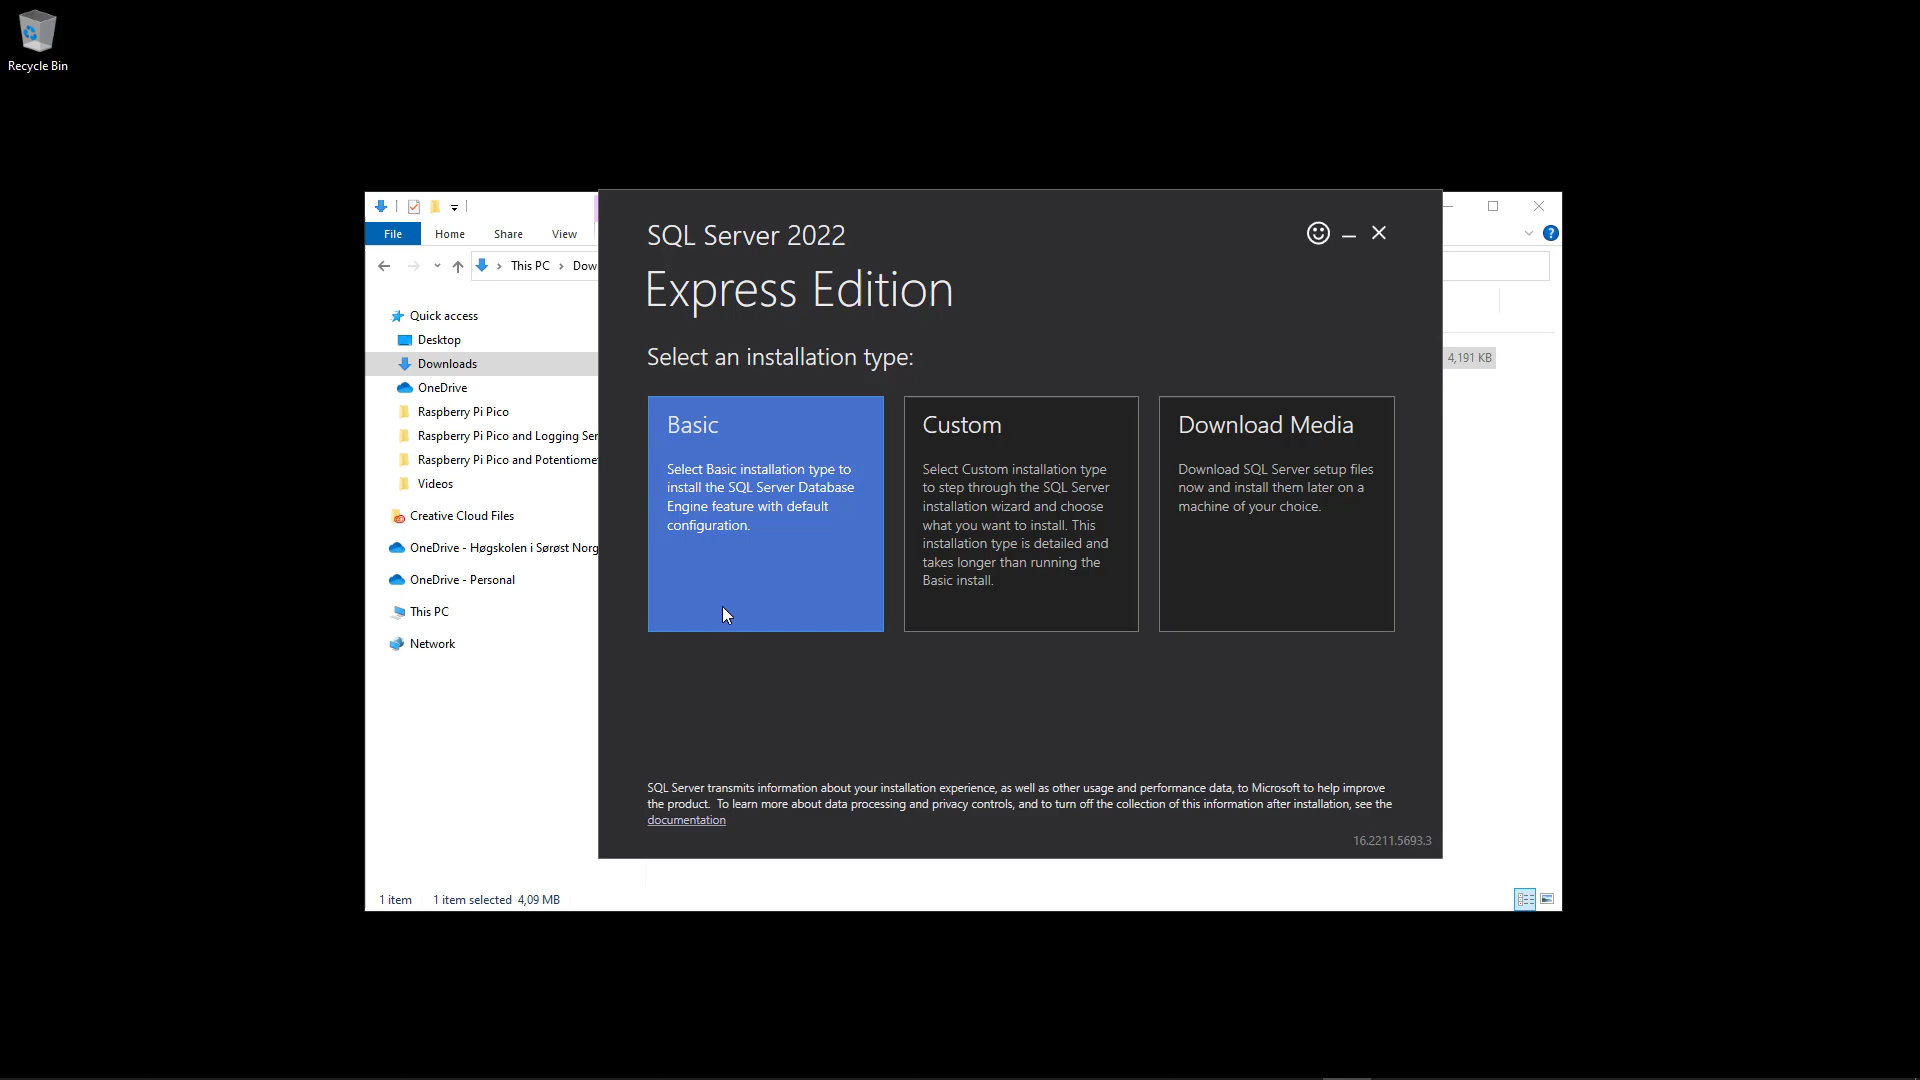 Recycle Bin
File Home Share View
This PC > Dow
Quick access
Desktop
Downloads
OneDrive
Raspberry Pi Pico
Raspberry Pi Pico and Logging Ser
Raspberry Pi Pico and Potentiome
Videos
Creative Cloud Files
OneDrive - Høgskolen i Sørøst Norg
OneDrive - Personal
This PC
Network
4,191 KB
1 item 1 item selected 4,09 MB
SQL Server 2022
Express Edition
Select an installation type:
Basic
Select Basic installation type to
install the SQL Server Database
Engine feature with default
configuration.
Custom
Select Custom installation type
to step through the SQL Server
installation wizard and choose
what you want to install. This
installation type is detailed and
takes longer than running the
Basic install.
Download Media
Download SQL Server setup files
now and install them later on a
machine of your choice.
SQL Server transmits information about your installation experience, as well as other usage and performance data, to Microsoft to help improve
the product. To learn more about data processing and privacy controls, and to turn off the collection of this information after installation, see the
documentation
16.2211.5693.3